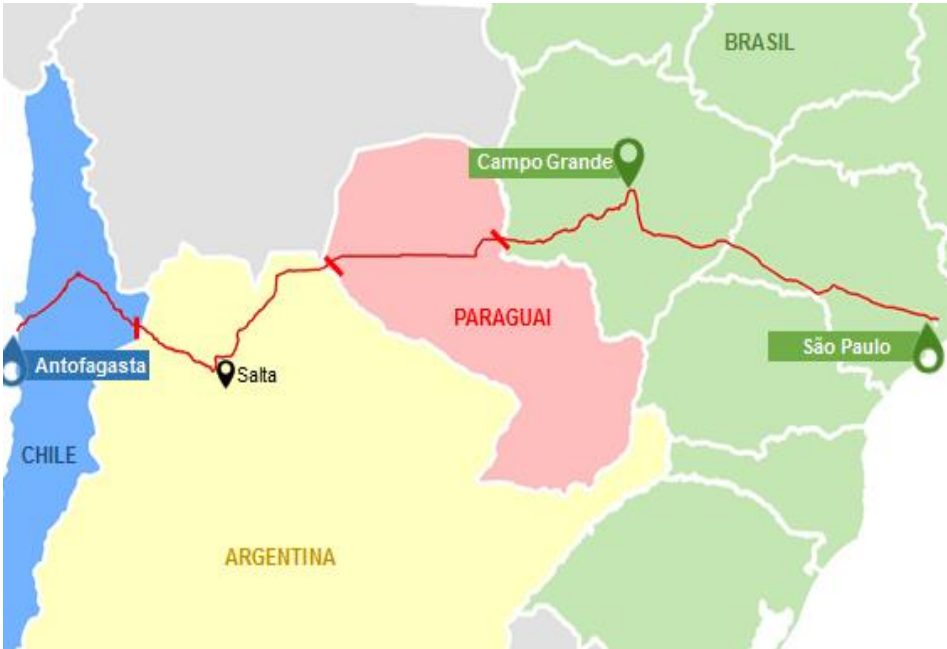 BRASIL
Campo Grande
PARAGUAI
São Paulo
Antofagasta
Salta
CHILE
ARGENTINA